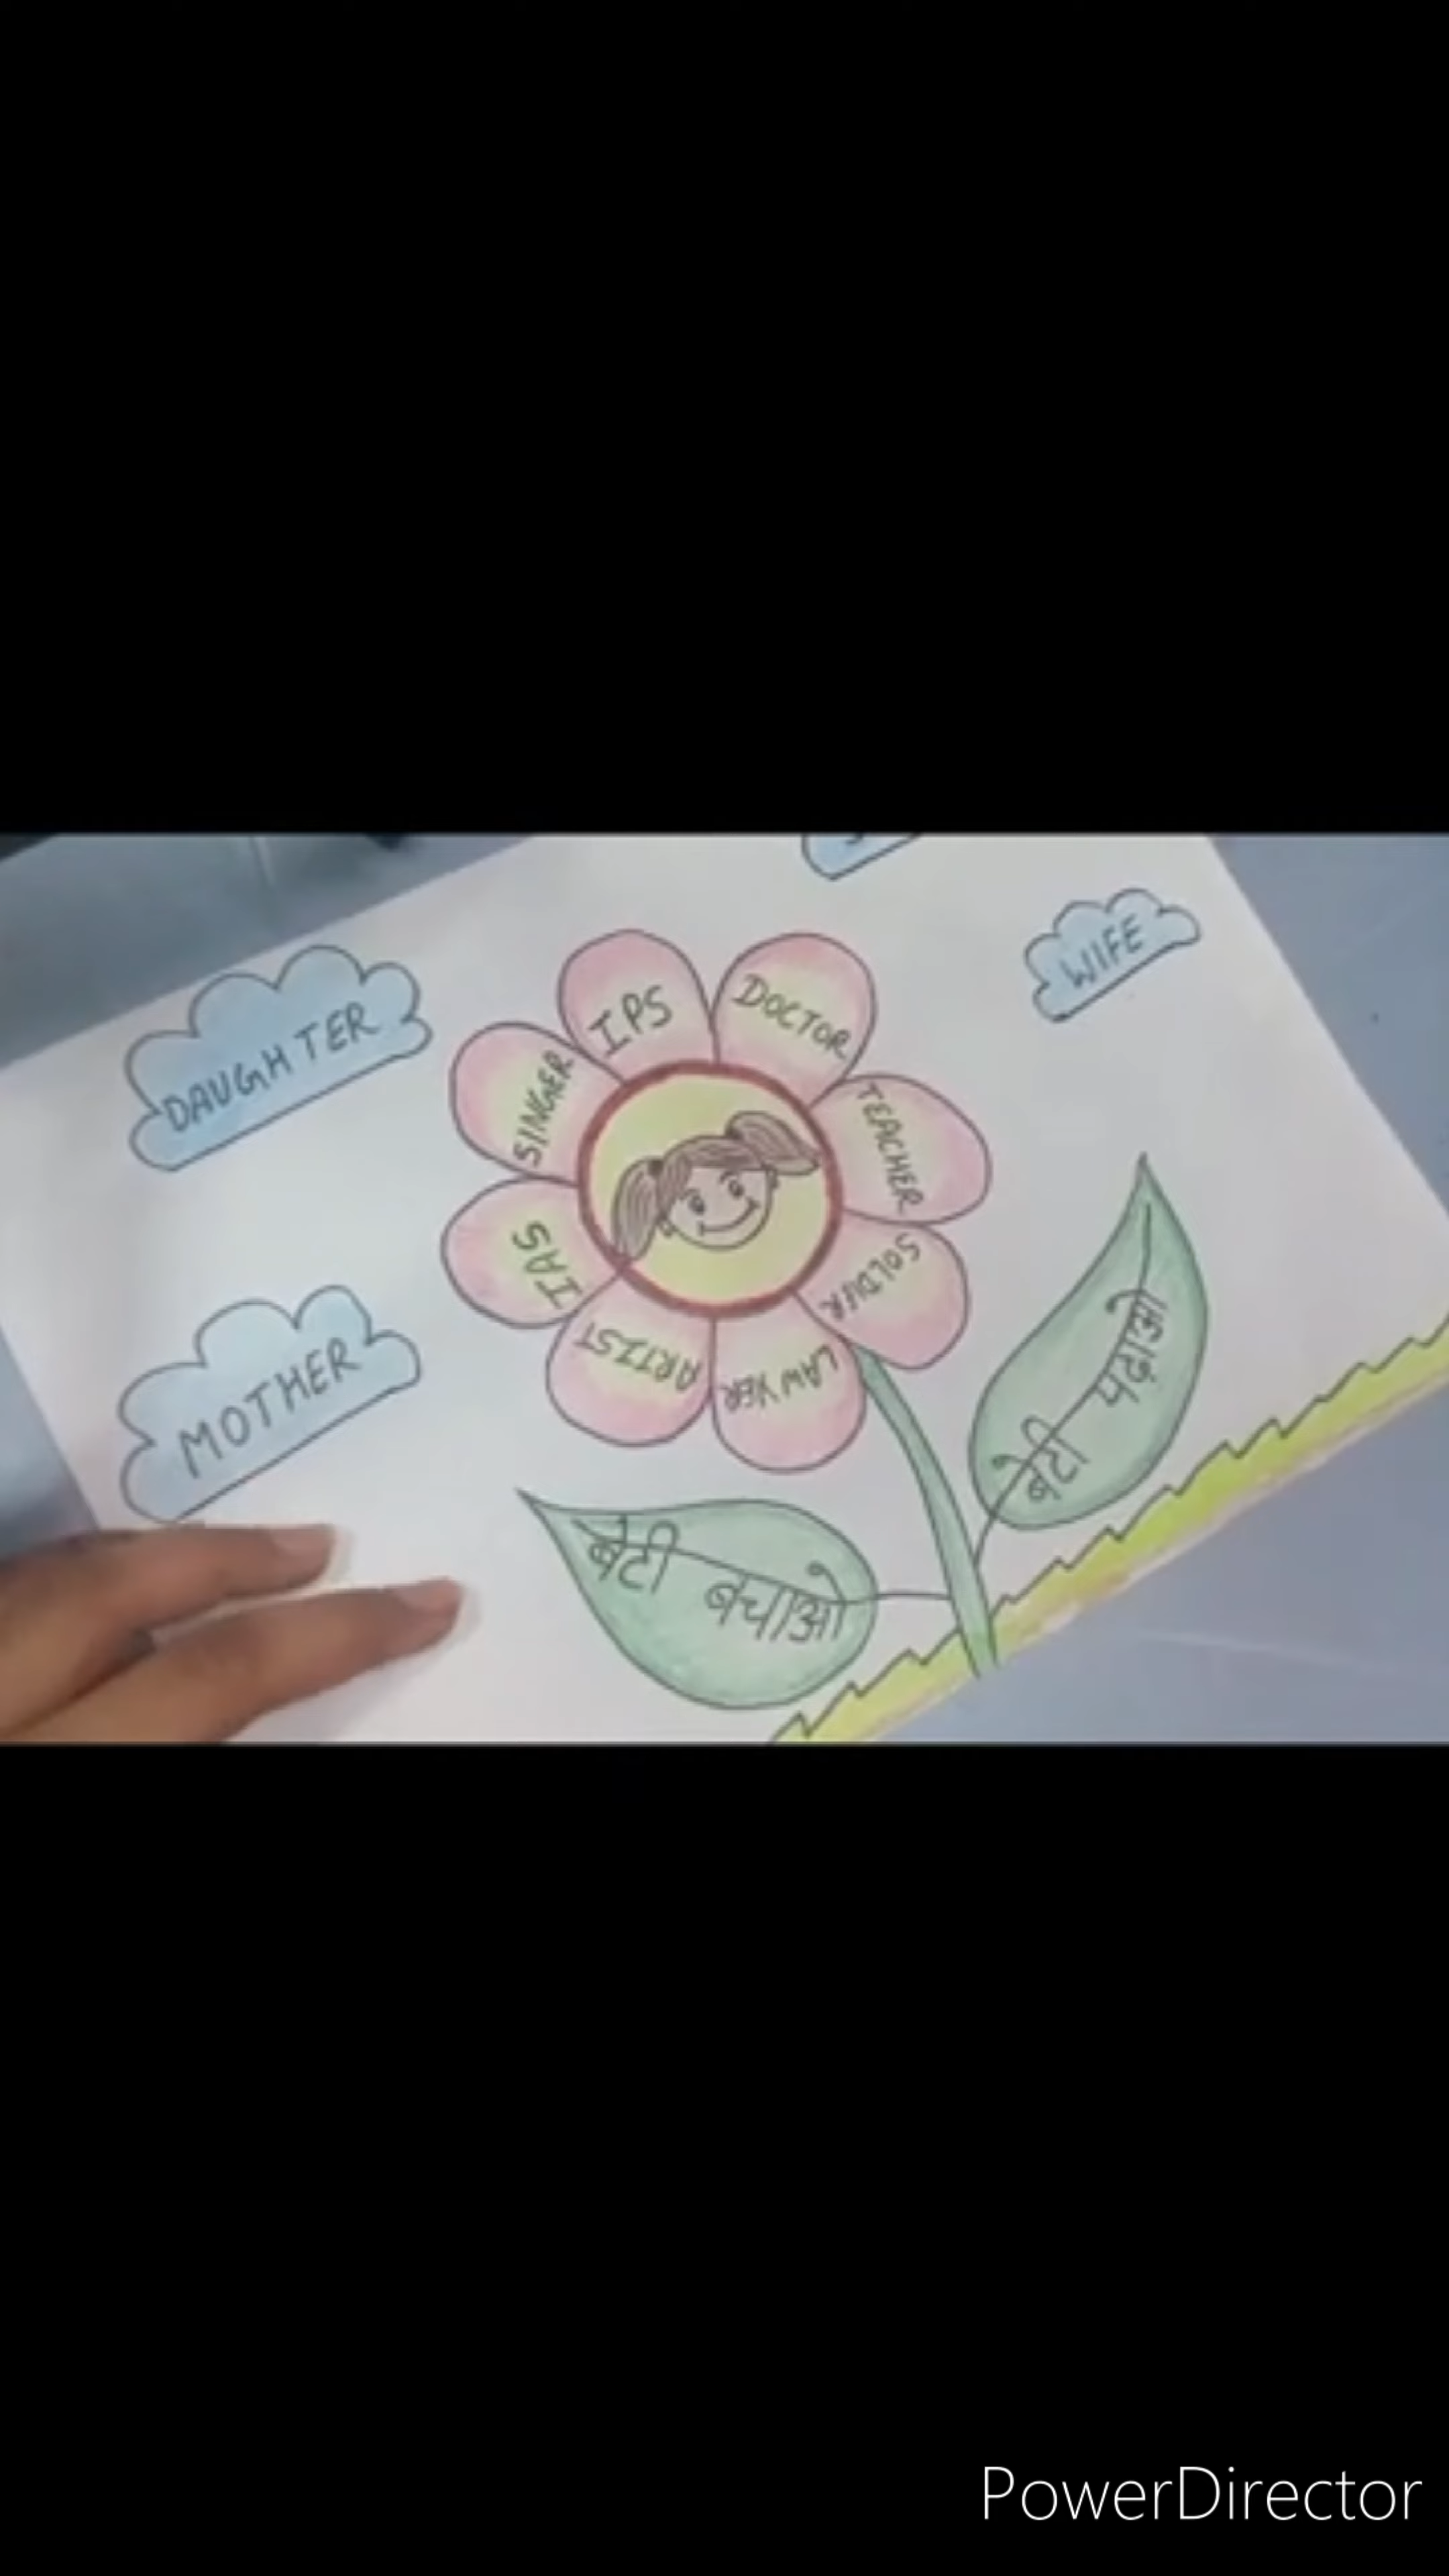 WIFE
DAUGHTER
IPS
DOCTOR
SINGER
TEACHER
IAS
SOLDIER
ARTIST
LAWYER
MOTHER
बेटी पढ़ाओ
बेटी बचाओ
PowerDirector